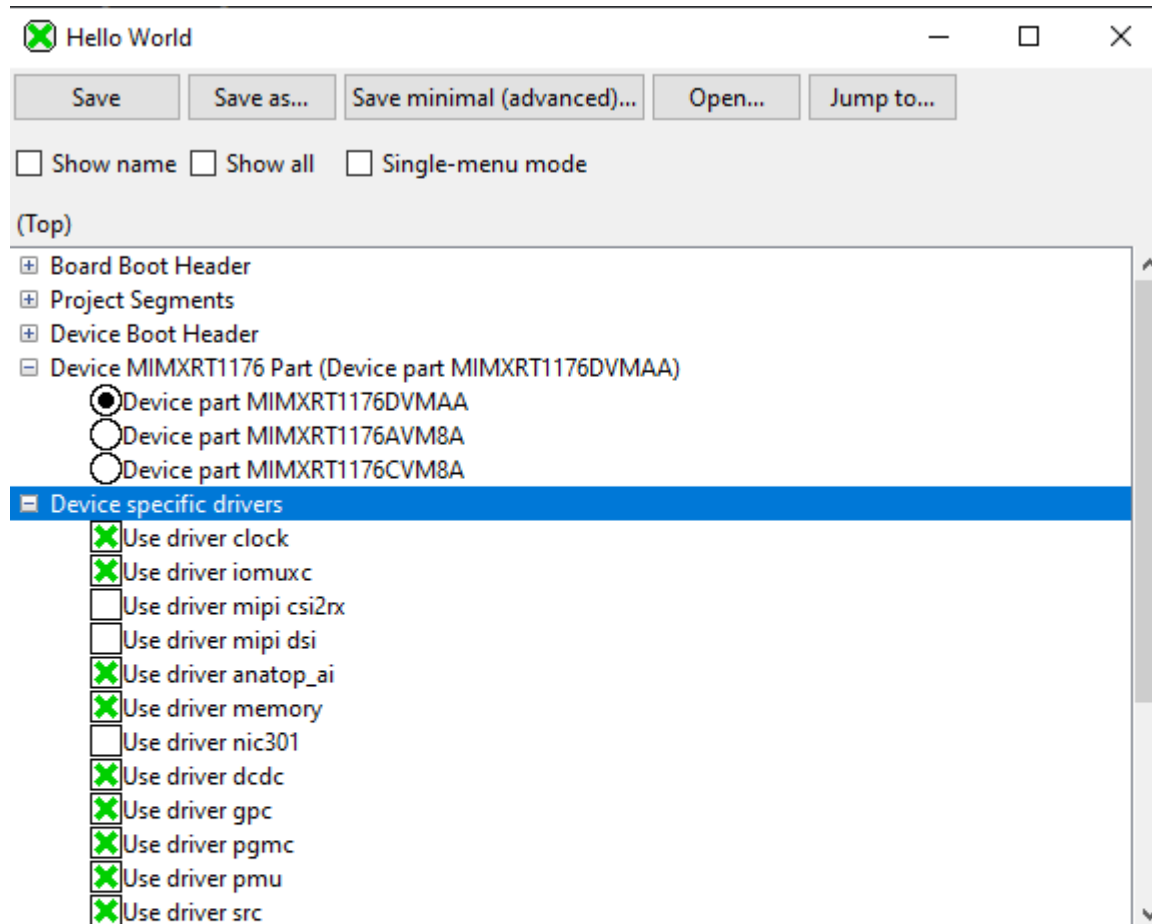 Hello World
Save Save as... Save minimal (advanced)... Open... Jump to...
Show name Show all Single-menu mode
(Top)
Board Boot Header
Project Segments
Device Boot Header
Device MIMXRT1176 Part (Device part MIMXRT1176DVMAA)
Device part MIMXRT1176DVMAA
Device part MIMXRT1176AVM8A
Device part MIMXRT1176CVM8A
Device specific drivers
Use driver clock
Use driver iomuxc
Use driver mipi csi2rx
Use driver mipi dsi
Use driver anatop_ai
Use driver memory
Use driver nic301
Use driver dcdc
Use driver gpc
Use driver pgmc
Use driver pmu
Use driver src